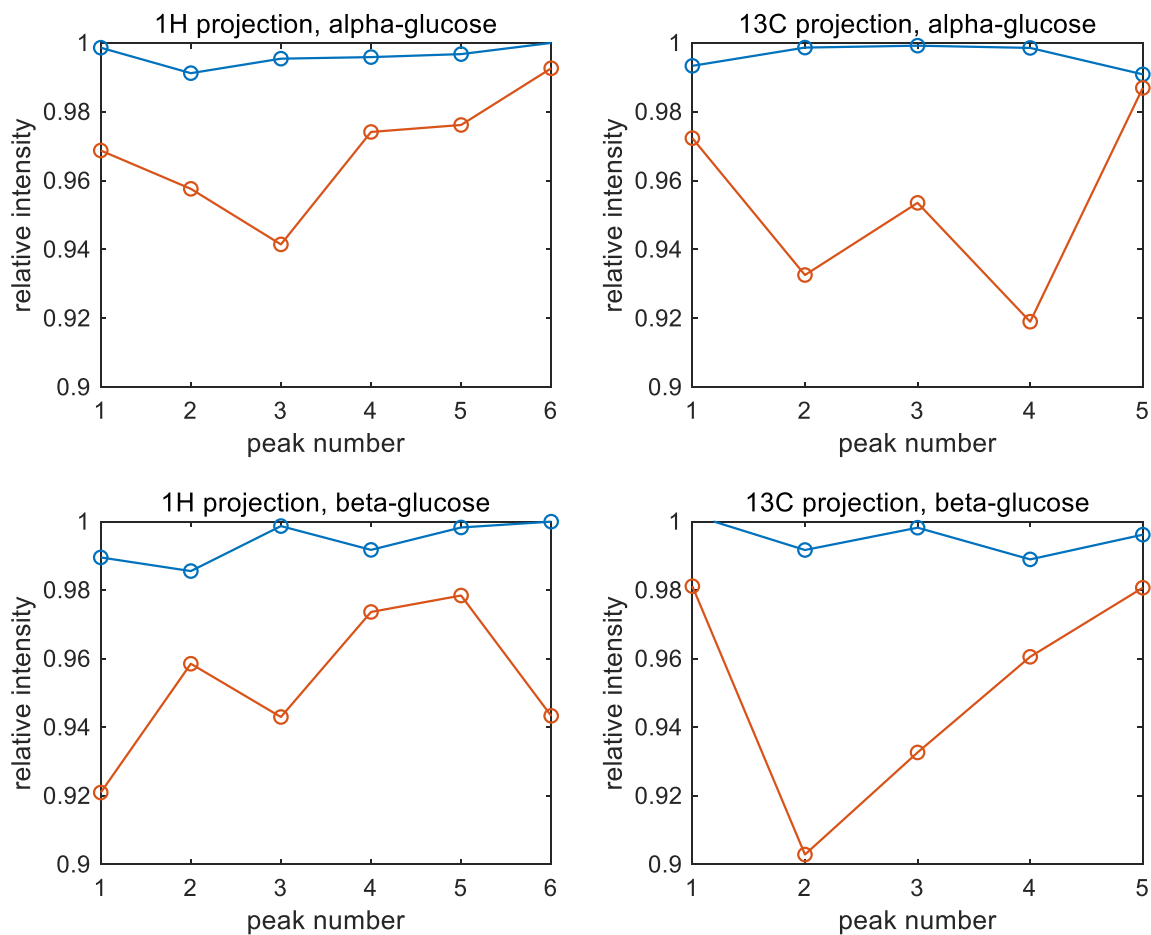 1H projection, alpha-glucose
1
0.98
0.96
0.94
0.92
0.9
relative intensity
1 2 3 4 5 6
peak number
13C projection, alpha-glucose
1
0.98
0.96
0.94
0.92
0.9
relative intensity
1 2 3 4 5
peak number
1H projection, beta-glucose
1
0.98
0.96
0.94
0.92
0.9
relative intensity
1 2 3 4 5 6
peak number
13C projection, beta-glucose
1
0.98
0.96
0.94
0.92
0.9
relative intensity
1 2 3 4 5
peak number